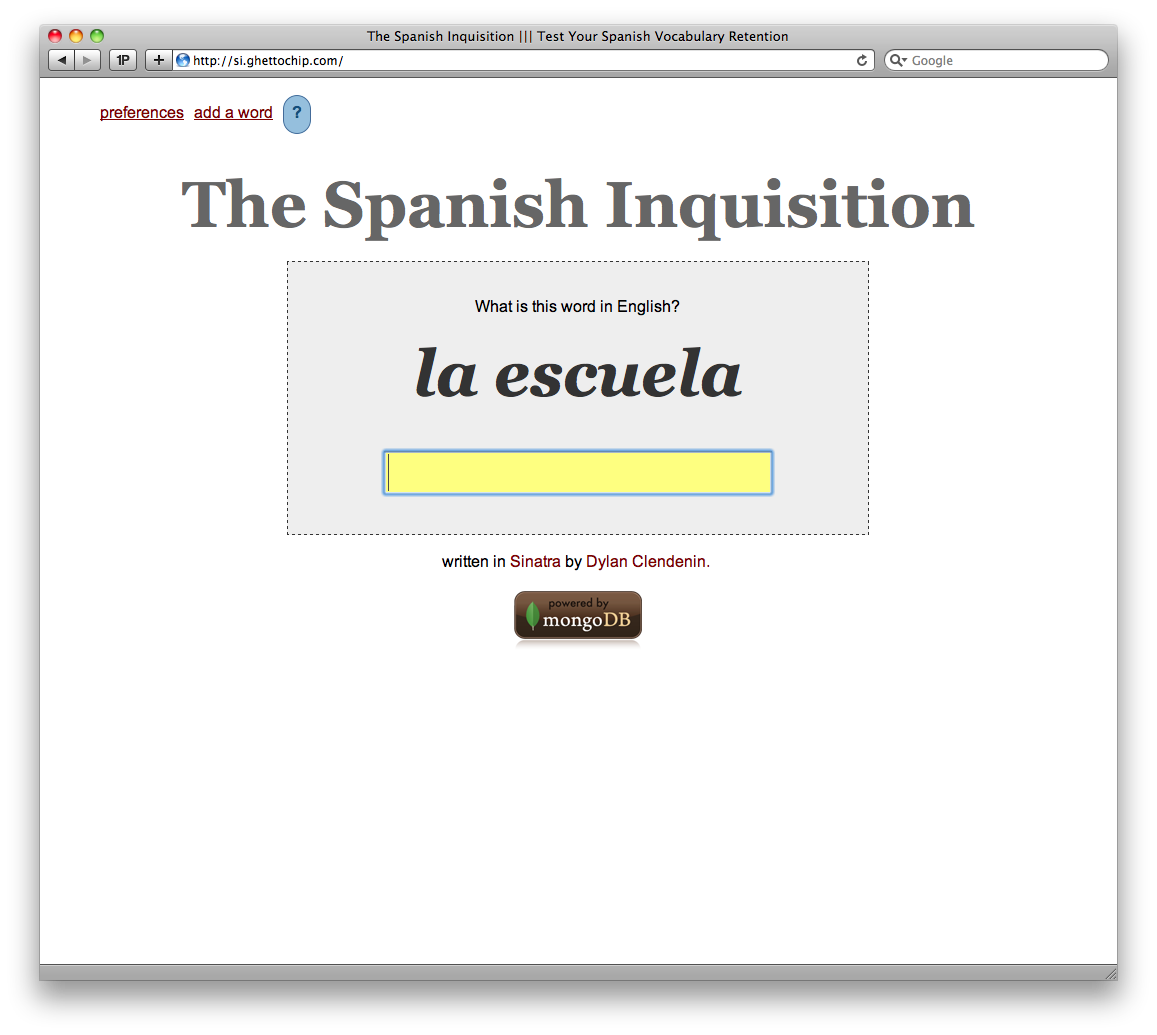 The Spanish Inquisition ||| Test Your Spanish Vocabulary Retention
1P + http://si.ghettochip.com/ Google
preferences add a word ?
The Spanish Inquisition
What is this word in English?
la escuela
written in Sinatra by Dylan Clendenin.
powered by
mongoDB